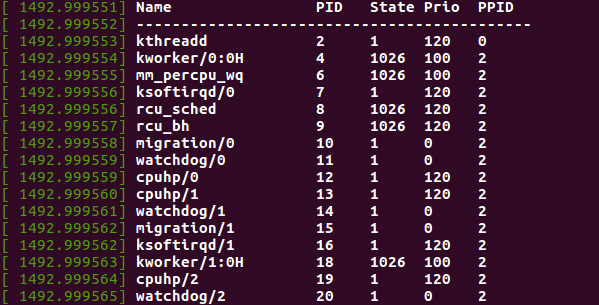 [ 1492.999551] Name PID State Prio PPID
[ 1492.999552] --------------------------------------------
[ 1492.999553] kthreadd 2 1 120 0
[ 1492.999554] kworker/0:0H 4 1026 100 2
[ 1492.999555] mm_percpu_wq 6 1026 100 2
[ 1492.999556] ksoftirqd/0 7 1 120 2
[ 1492.999556] rcu_sched 8 1026 120 2
[ 1492.999557] rcu_bh 9 1026 120 2
[ 1492.999558] migration/0 10 1 0 2
[ 1492.999559] watchdog/0 11 1 0 2
[ 1492.999559] cpuhp/0 12 1 120 2
[ 1492.999560] cpuhp/1 13 1 120 2
[ 1492.999561] watchdog/1 14 1 0 2
[ 1492.999562] migration/1 15 1 0 2
[ 1492.999562] ksoftirqd/1 16 1 120 2
[ 1492.999563] kworker/1:0H 18 1026 100 2
[ 1492.999564] cpuhp/2 19 1 120 2
[ 1492.999565] watchdog/2 20 1 0 2